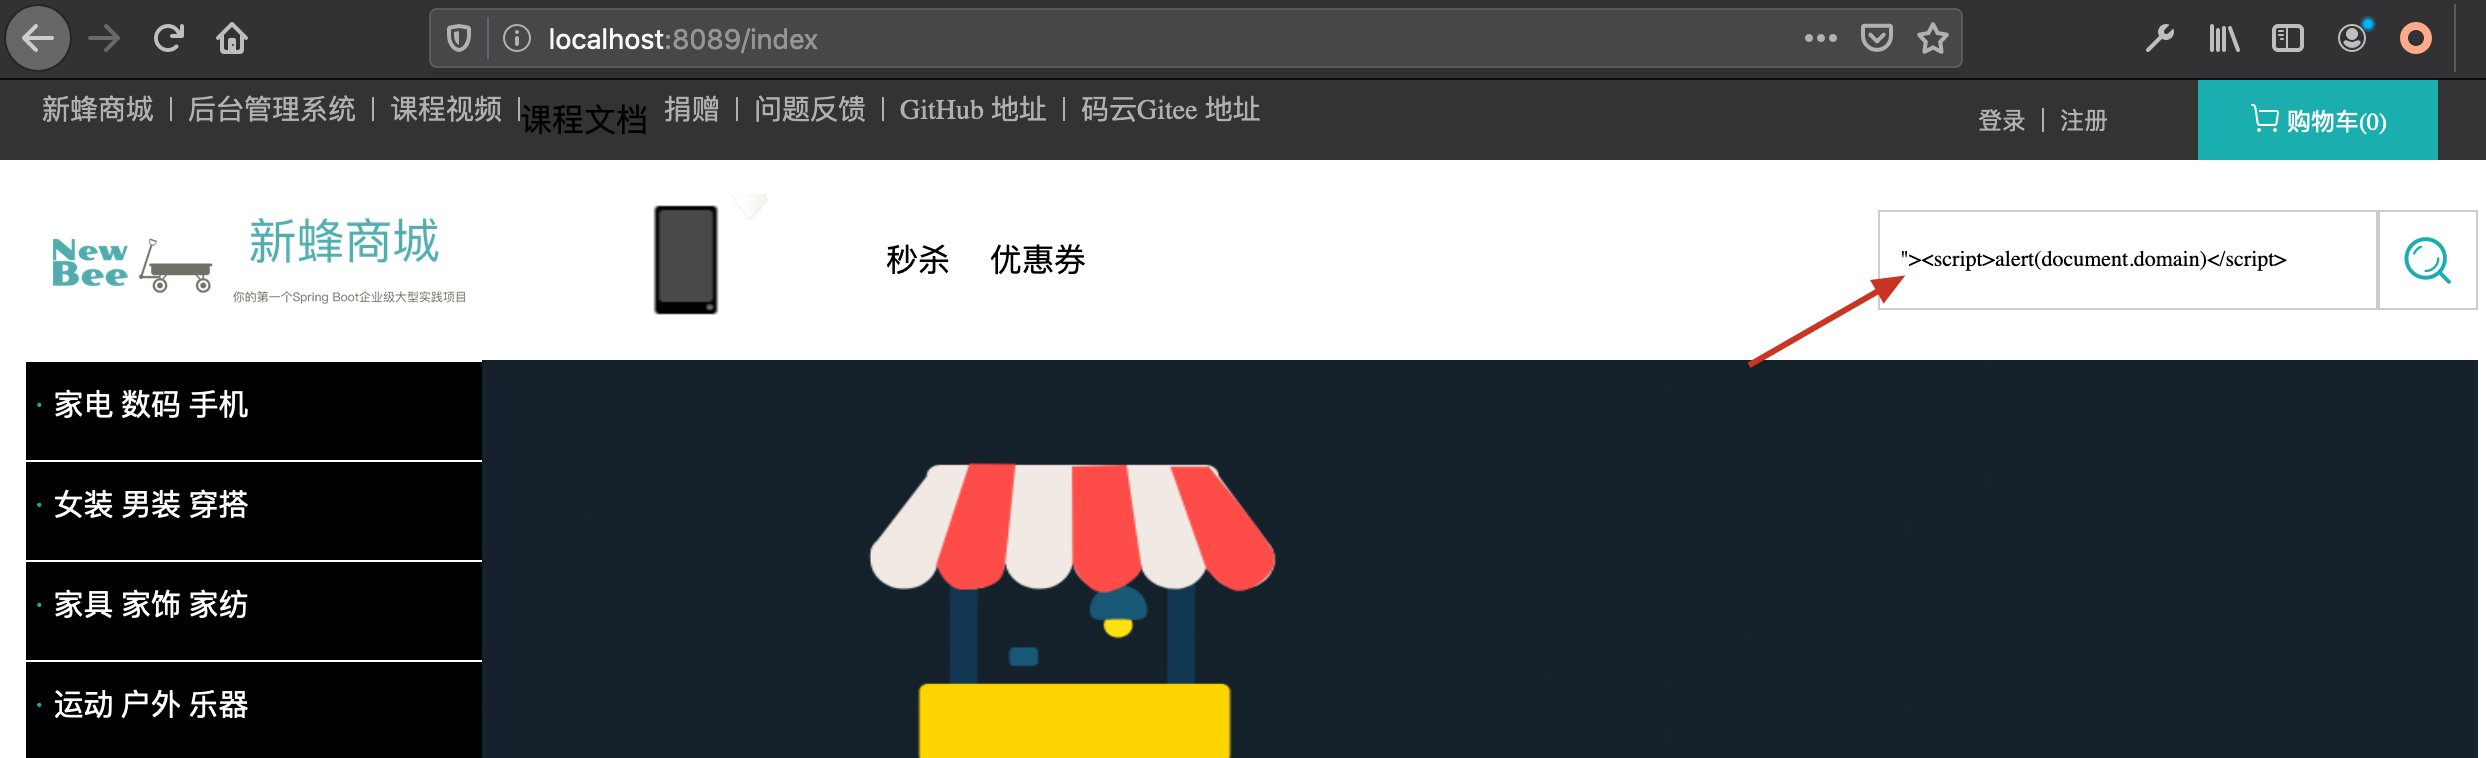 localhost:8089/index
新蜂商城 | 后台管理系统 | 课程视频 | 课程文档 捐赠 | 问题反馈 | GitHub 地址 | 码云Gitee 地址
登录 | 注册
购物车(0)
New
Bee
新蜂商城
你的第一个Spring Boot企业级大型实践项目
秒杀 优惠券
"><script>alert(document.domain)</script>
· 家电 数码 手机
· 女装 男装 穿搭
· 家具 家饰 家纺
· 运动 户外 乐器